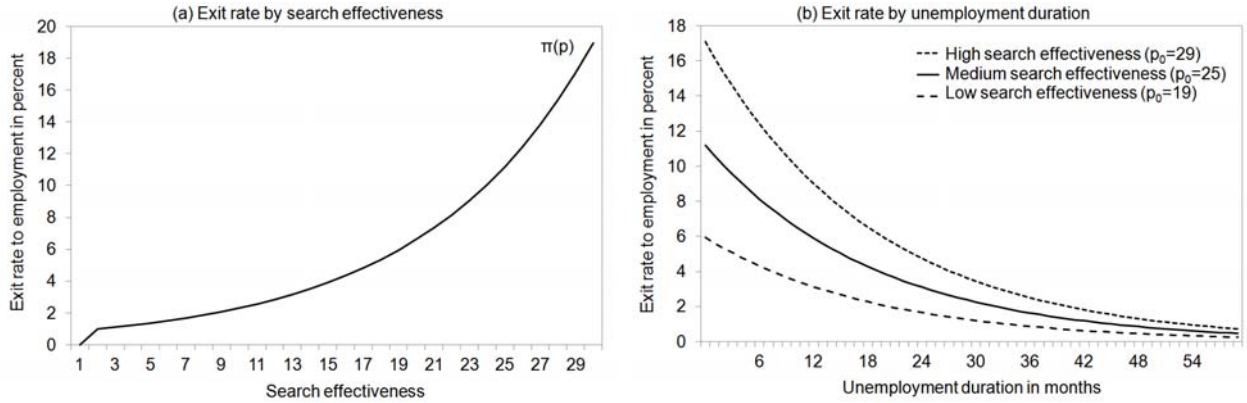 (a) Exit rate by search effectiveness
Exit rate to employment in percent
20
18
16
14
12
10
8
6
4
2
0
π(p)
1 3 5 7 9 11 13 15 17 19 21 23 25 27 29
Search effectiveness
(b) Exit rate by unemployment duration
Exit rate to employment in percent
18
16
14
12
10
8
6
4
2
0
High search effectiveness (p₀=29)
Medium search effectiveness (p₀=25)
Low search effectiveness (p₀=19)
6 12 18 24 30 36 42 48 54
Unemployment duration in months